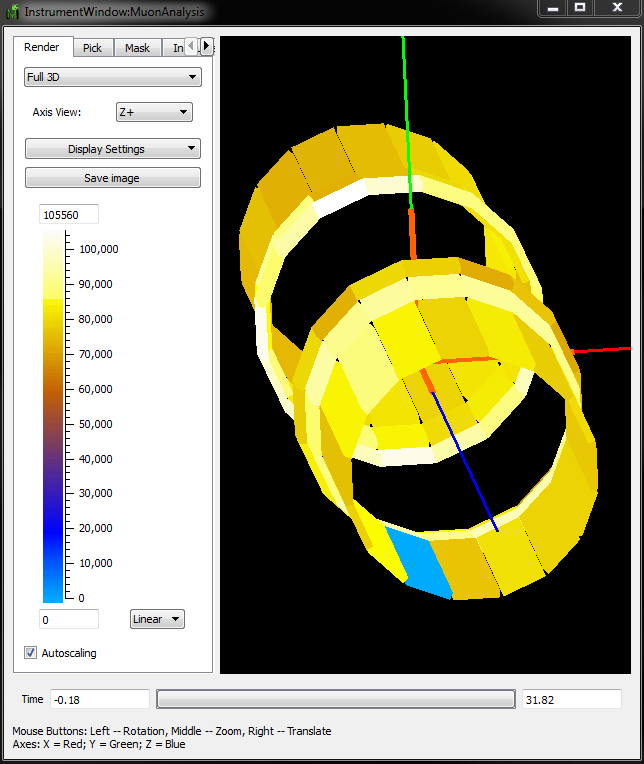 InstrumentWindow:MuonAnalysis
Render Pick Mask
Full 3D
Axis View: Z+
Display Settings
Save image
105560
100,000
90,000
80,000
70,000
60,000
50,000
40,000
30,000
20,000
10,000
0
0 Linear
Autoscaling
Time -0.18 31.82
Mouse Buttons: Left -- Rotation, Middle -- Zoom, Right -- Translate
Axes: X = Red; Y = Green; Z = Blue